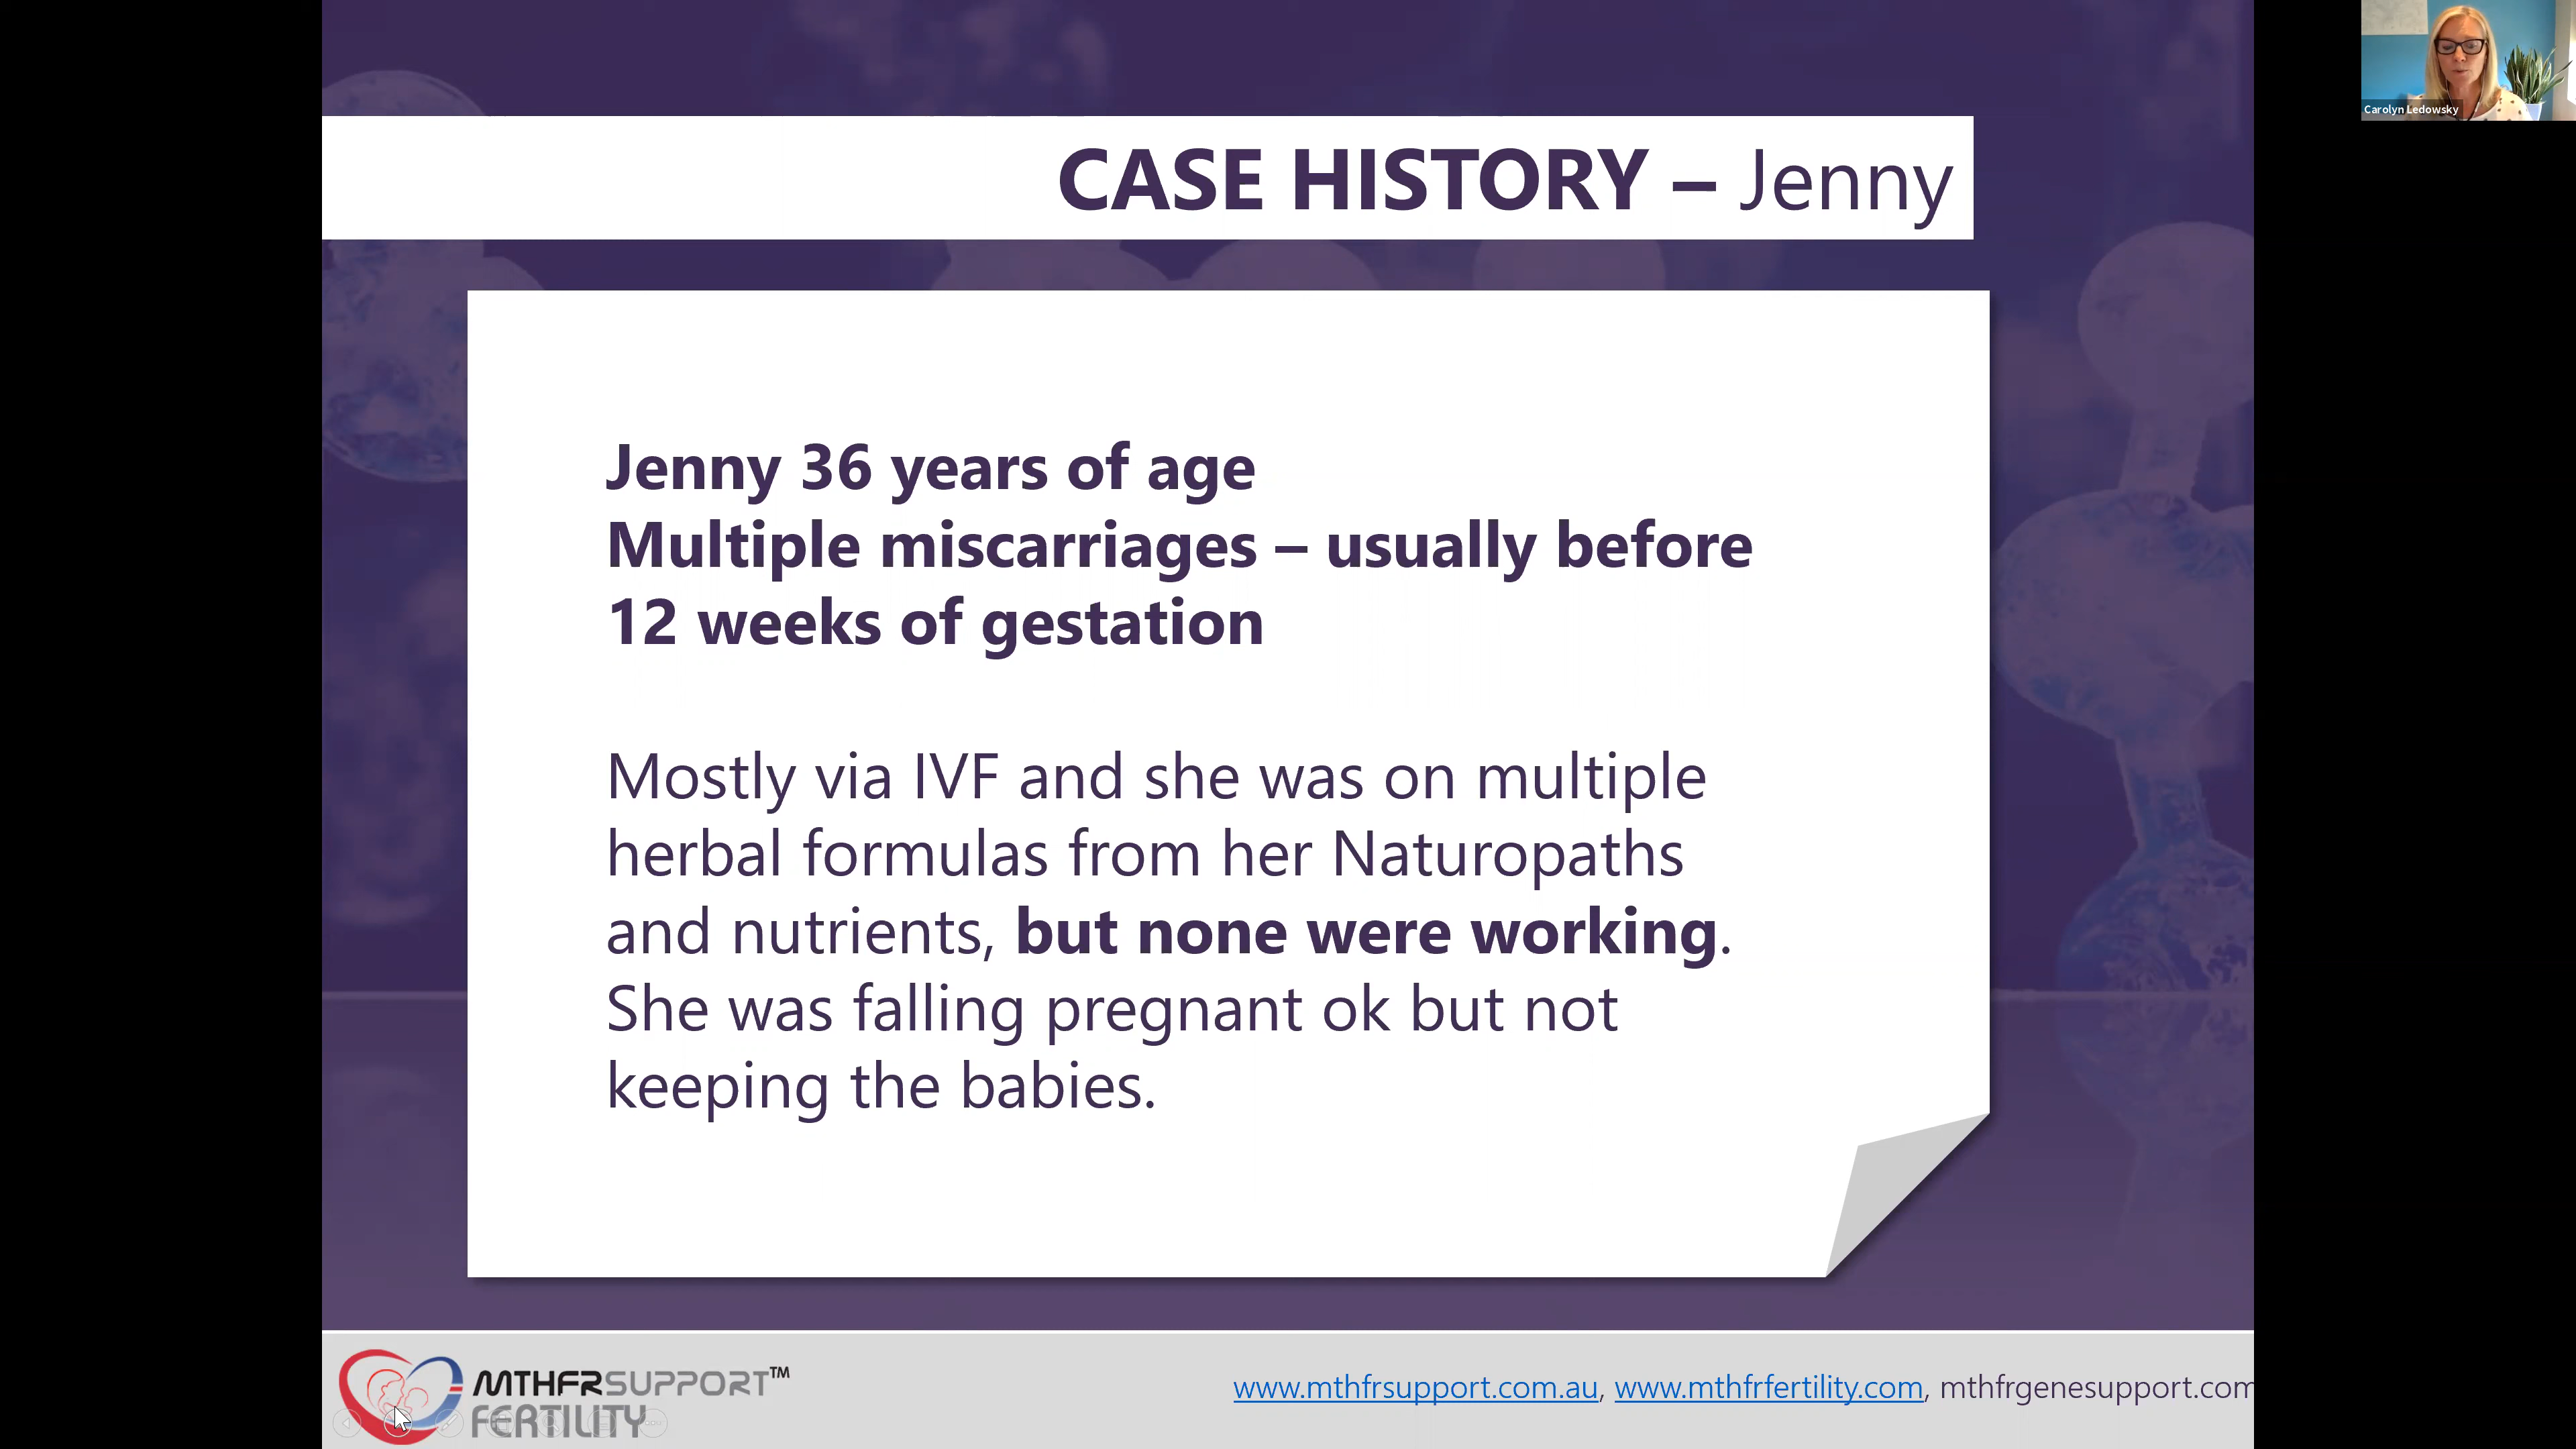 Carolyn Ledowsky
CASE HISTORY – Jenny
Jenny 36 years of age
Multiple miscarriages – usually before
12 weeks of gestation
Mostly via IVF and she was on multiple
herbal formulas from her Naturopaths
and nutrients, but none were working.
She was falling pregnant ok but not
keeping the babies.
MTHFRSUPPORT™
FERTILITY
www.mthfrsupport.com.au, www.mthfrfertility.com, mthfrgenesupport.com